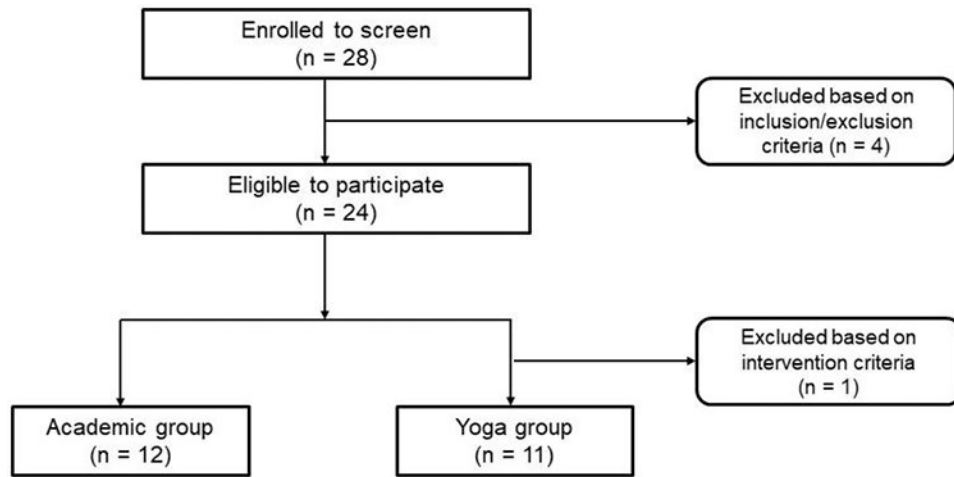 Enrolled to screen
(n = 28)
Excluded based on
inclusion/exclusion
criteria (n = 4)
Eligible to participate
(n = 24)
Excluded based on
intervention criteria
(n = 1)
Academic group
(n = 12)
Yoga group
(n = 11)